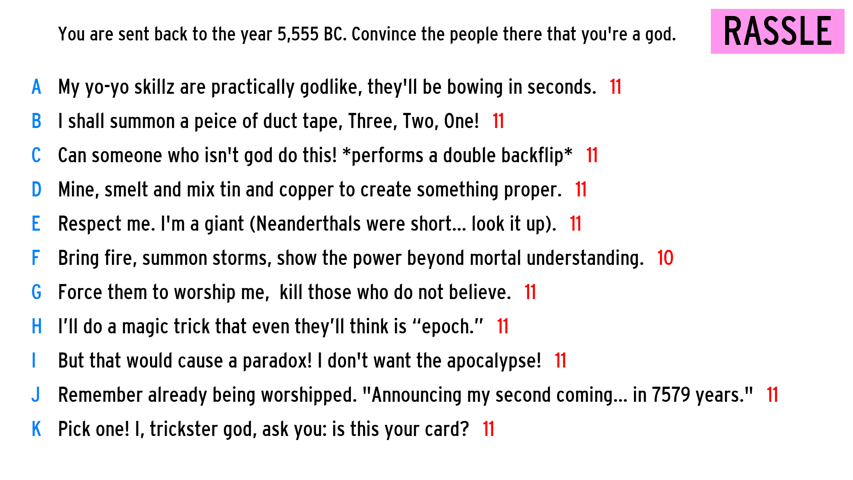 You are sent back to the year 5,555 BC. Convince the people there that you're a god.
RASSLE
A My yo-yo skillz are practically godlike, they'll be bowing in seconds. 11
B I shall summon a peice of duct tape, Three, Two, One! 11
C Can someone who isn't god do this! *performs a double backflip* 11
D Mine, smelt and mix tin and copper to create something proper. 11
E Respect me. I'm a giant (Neanderthals were short... look it up). 11
F Bring fire, summon storms, show the power beyond mortal understanding. 10
G Force them to worship me,  kill those who do not believe. 11
H I’ll do a magic trick that even they’ll think is “epoch.” 11
I But that would cause a paradox! I don't want the apocalypse! 11
J Remember already being worshipped. "Announcing my second coming... in 7579 years." 11
K Pick one! I, trickster god, ask you: is this your card? 11